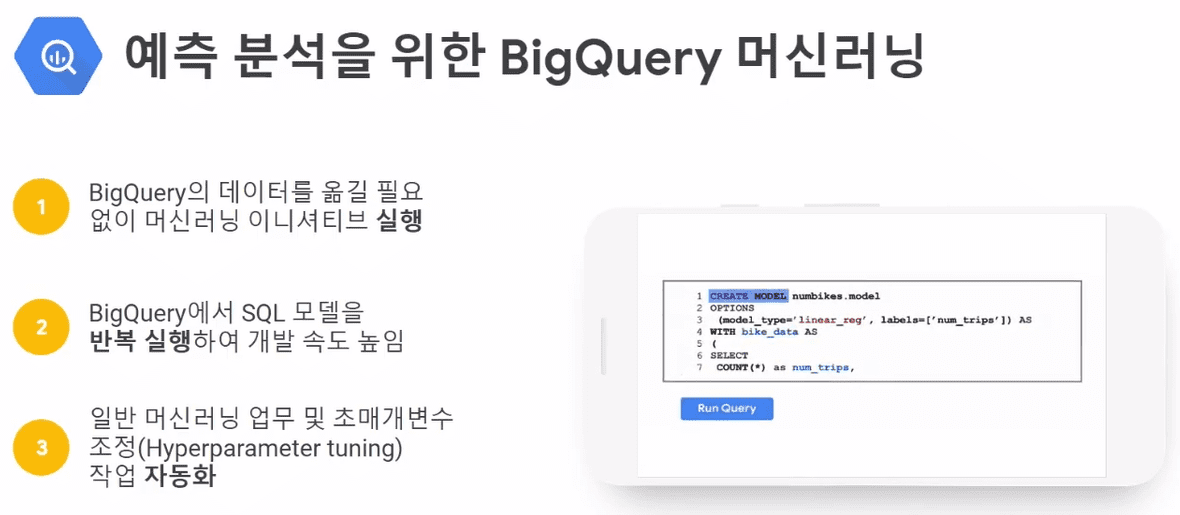 예측 분석을 위한 BigQuery 머신러닝
1
BigQuery의 데이터를 옮길 필요
없이 머신러닝 이니셔티브 실행
2
BigQuery에서 SQL 모델을
반복 실행하여 개발 속도 높임
3
일반 머신러닝 업무 및 초매개변수
조정(Hyperparameter tuning)
작업 자동화
1 CREATE MODEL numbikes.model
2 OPTIONS
3 (model_type='linear_reg', labels=['num_trips']) AS
4 WITH bike_data AS
5 (
6 SELECT
7 COUNT(*) as num_trips,
Run Query